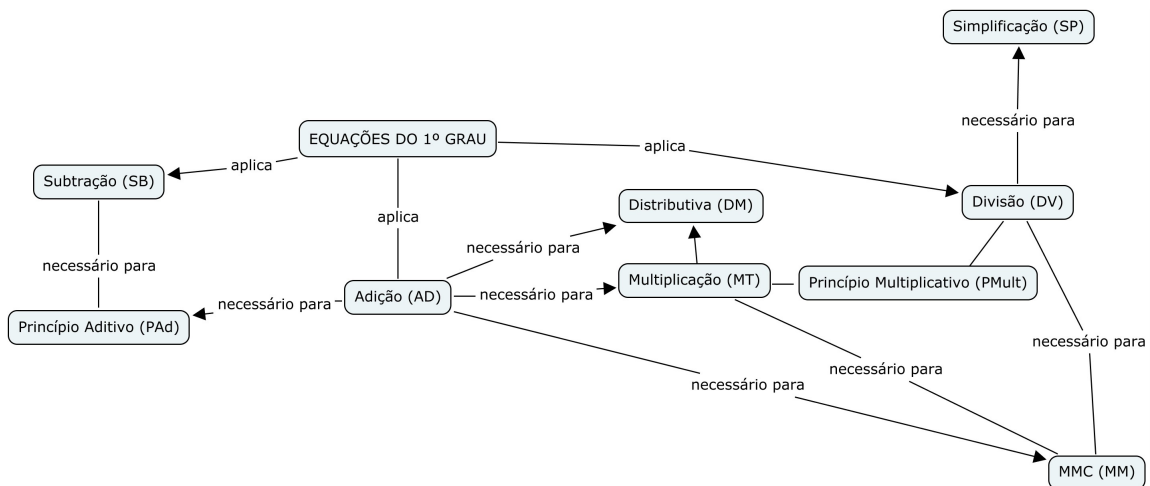 Simplificação (SP)
necessário para
EQUAÇÕES DO 1º GRAU
aplica
aplica
Subtração (SB)
Divisão (DV)
Distributiva (DM)
aplica
necessário para
necessário para
Multiplicação (MT)
Princípio Multiplicativo (PMult)
Adição (AD)
necessário para
necessário para
Princípio Aditivo (PAd)
necessário para
necessário para
necessário para
MMC (MM)